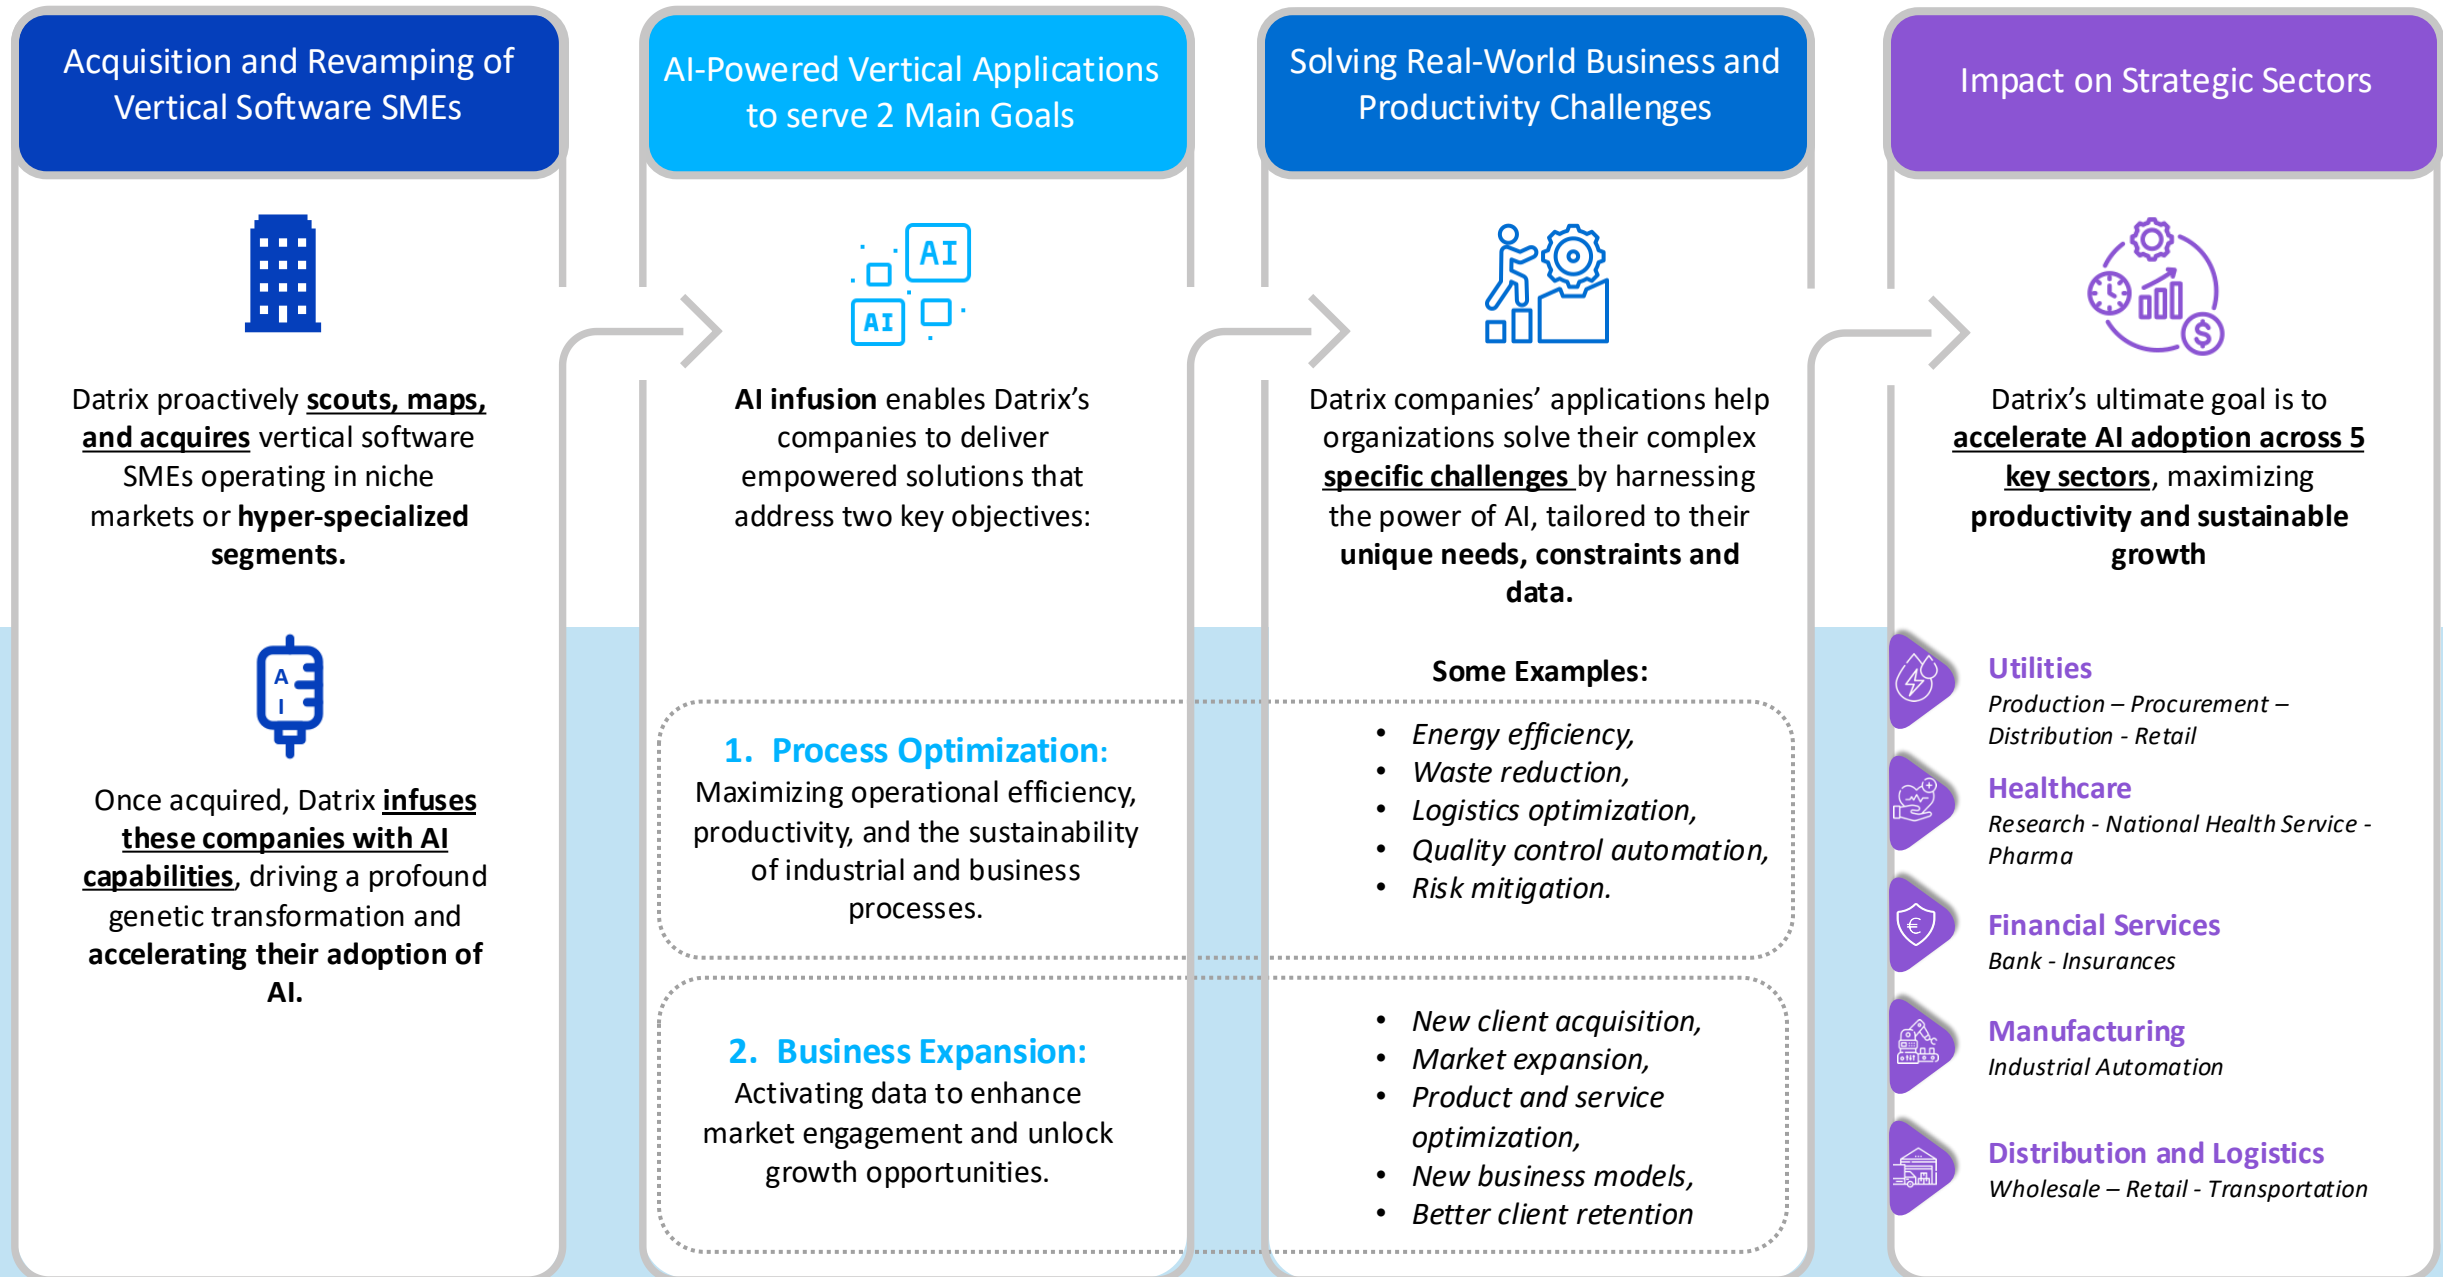 Acquisition and Revamping of
Vertical Software SMEs
Datrix proactively scouts, maps,
and acquires vertical software
SMEs operating in niche
markets or hyper-specialized
segments.
A
I
Once acquired, Datrix infuses
these companies with AI
capabilities, driving a profound
genetic transformation and
accelerating their adoption of
AI.
AI-Powered Vertical Applications
to serve 2 Main Goals
AI
AI
AI infusion enables Datrix’s
companies to deliver
empowered solutions that
address two key objectives:
1. Process Optimization:
Maximizing operational efficiency,
productivity, and the sustainability
of industrial and business
processes.
2. Business Expansion:
Activating data to enhance
market engagement and unlock
growth opportunities.
Solving Real-World Business and
Productivity Challenges
Datrix companies’ applications help
organizations solve their complex
specific challenges by harnessing
the power of AI, tailored to their
unique needs, constraints and
data.
Some Examples:
• Energy efficiency,
• Waste reduction,
• Logistics optimization,
• Quality control automation,
• Risk mitigation.
• New client acquisition,
• Market expansion,
• Product and service
optimization,
• New business models,
• Better client retention
Impact on Strategic Sectors
$
Datrix’s ultimate goal is to
accelerate AI adoption across 5
key sectors, maximizing
productivity and sustainable
growth
Utilities
Production – Procurement –
Distribution - Retail
Healthcare
Research - National Health Service -
Pharma
€
Financial Services
Bank - Insurances
Manufacturing
Industrial Automation
Distribution and Logistics
Wholesale – Retail - Transportation